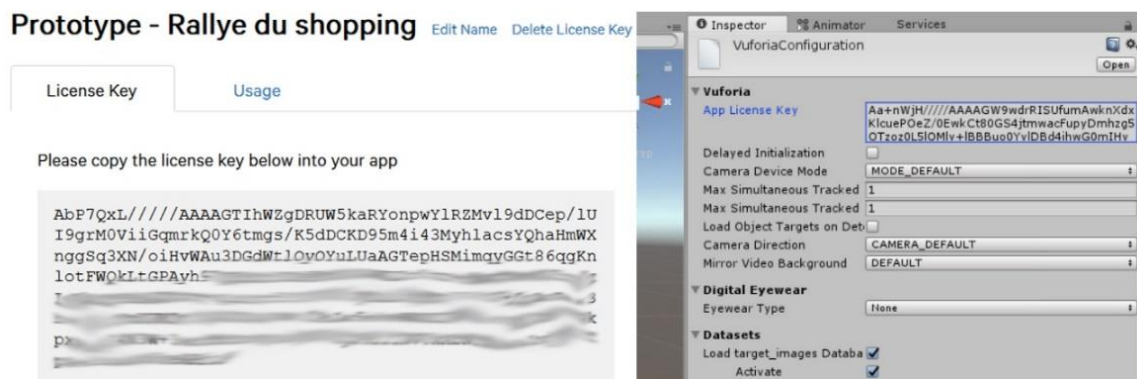 Prototype - Rallye du shopping Edit Name Delete License Key
License Key Usage
Please copy the license key below into your app
AbP7QxL/////AAAAGTIhWZgDRUW5kaRYonpwYlRZMvl9dDCep/lU
I9grM0ViiGqmrkQ0Y6tmgs/K5dDCKD95m4i43MyhlacsYQhaHmWX
nggSq3XN/oiHvWAu3DGdWtlOyOYuLUaAGTepHSMimqyGGt86qgKn
lotFWQkLtGPAyh
Inspector Animator Services
VuforiaConfiguration
Open
Vuforia
App License Key
Aa+nWjH/////AAAAGW9wdrRISUfumAwknXdx
KlcuePOeZ/0EwkCt80GS4jtmwacFupyDmhzg5
OTzoz0L5lOMlv+lBBBuo0YvlDBd4ihwG0mIHv
Delayed Initialization
Camera Device Mode MODE_DEFAULT
Max Simultaneous Tracked 1
Max Simultaneous Tracked 1
Load Object Targets on Det
Camera Direction CAMERA_DEFAULT
Mirror Video Background DEFAULT
Digital Eyewear
Eyewear Type None
Datasets
Load target_images Databa
Activate